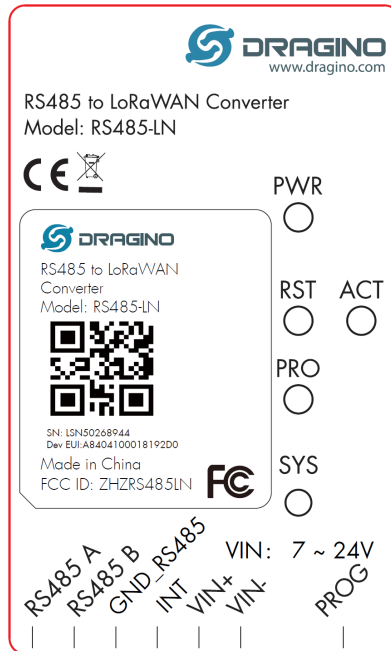 DRAGINO
www.dragino.com
RS485 to LoRaWAN Converter
Model: RS485-LN
CE
PWR
DRAGINO
RS485 to LoRaWAN
Converter
Model: RS485-LN
RST ACT
PRO
SN: LSN50268944
Dev EUI:A8404100018192D0
Made in China
FCC ID: ZHZRS485LN
FC
SYS
VIN: 7 ~ 24V
RS485 A
RS485 B
GND_RS485
INT
VIN+
VIN-
PROG